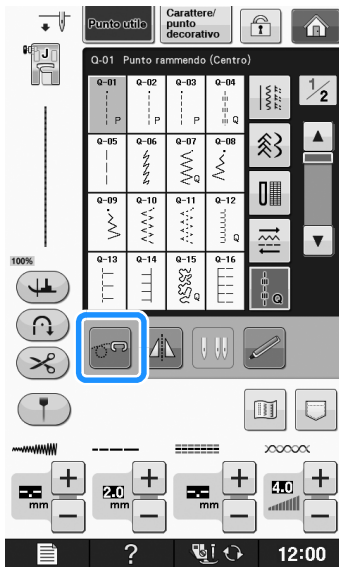 Punto utile
Carattere/
punto
decorativo
J
Q-01 Punto rammendo (Centro)
1/2
Q-01 Q-02 Q-03 Q-04
P P P Q
Q-05 Q-06 Q-07 Q-08
Q
Q-09 Q-10 Q-11 Q-12
Q Q
Q-13 Q-14 Q-15 Q-16
Q
Q
100%
-.- mm
2.0 mm
-.- mm
4.0
?
12:00